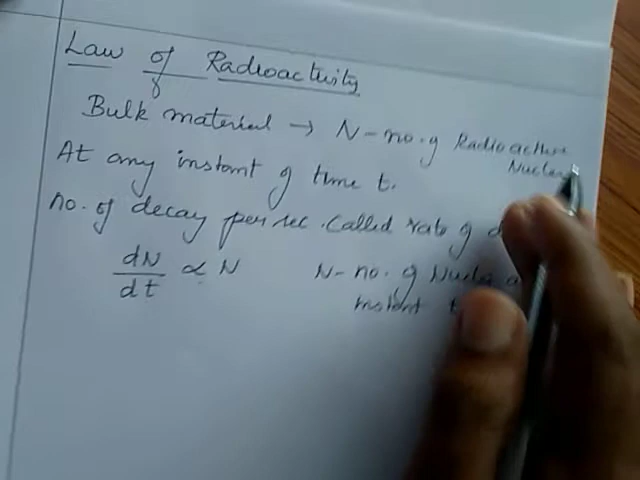 Law of Radioactivity
Bulk material → N - no. of Radioactive
Nuclei
At any instant of time t.
no. of decay per sec. Called rate of
dN/dt ∝ N
N - no. of Nuclei
instant t